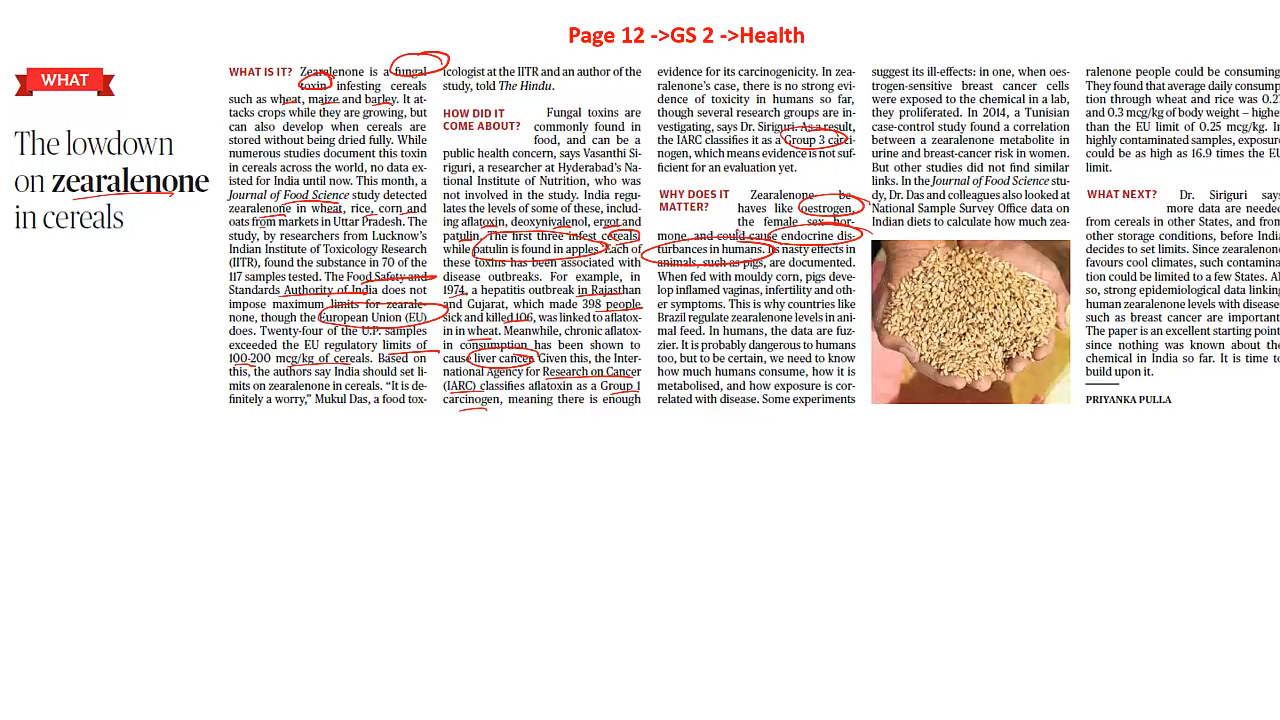 Page 12 ->GS 2 ->Health
WHAT
The lowdown
on zearalenone
in cereals
WHAT IS IT? Zearalenone is a fungal
toxin infesting cereals
such as wheat, maize and barley. It at-
tacks crops while they are growing, but
can also develop when cereals are
stored without being dried fully. While
numerous studies document this toxin
in cereals across the world, no data ex-
isted for India until now. This month, a
Journal of Food Science study detected
zearalenone in wheat, rice, corn and
oats from markets in Uttar Pradesh. The
study, by researchers from Lucknow's
Indian Institute of Toxicology Research
(IITR), found the substance in 70 of the
117 samples tested. The Food Safety and
Standards Authority of India does not
impose maximum limits for zearale-
none, though the European Union (EU)
does. Twenty-four of the U.P. samples
exceeded the EU regulatory limits of
100-200 mcg/kg of cereals. Based on
this, the authors say India should set li-
mits on zearalenone in cereals. “It is de-
finitely a worry,” Mukul Das, a food tox-
icologist at the IITR and an author of the
study, told The Hindu.
HOW DID IT
COME ABOUT?
Fungal toxins are
commonly found in
food, and can be a
public health concern, says Vasanthi Si-
riguri, a researcher at Hyderabad's Na-
tional Institute of Nutrition, who was
not involved in the study. India regu-
lates the levels of some of these, includ-
ing aflatoxin, deoxynivalenol, ergot and
patulin. The first three infest cereals,
while patulin is found in apples. Each of
these toxins has been associated with
disease outbreaks. For example, in
1974, a hepatitis outbreak in Rajasthan
and Gujarat, which made 398 people
sick and killed 106, was linked to aflatox-
in in wheat. Meanwhile, chronic aflatox-
in consumption has been shown to
cause liver cancer. Given this, the Inter-
national Agency for Research on Cancer
(IARC) classifies aflatoxin as a Group 1
carcinogen, meaning there is enough
evidence for its carcinogenicity. In zea-
ralenone's case, there is no strong evi-
dence of toxicity in humans so far,
though several research groups are in-
vestigating, says Dr. Siriguri. As a result,
the IARC classifies it as a Group 3 carci-
nogen, which means evidence is not suf-
ficient for an evaluation yet.
WHY DOES IT
MATTER?
Zearalenone be-
haves like oestrogen,
the female sex hor-
mone, and could cause endocrine dis-
turbances in humans. Its nasty effects in
animals, such as pigs, are documented.
When fed with mouldy corn, pigs deve-
lop inflamed vaginas, infertility and oth-
er symptoms. This is why countries like
Brazil regulate zearalenone levels in ani-
mal feed. In humans, the data are fuz-
zier. It is probably dangerous to humans
too, but to be certain, we need to know
how much humans consume, how it is
metabolised, and how exposure is cor-
related with disease. Some experiments
suggest its ill-effects: in one, when oes-
trogen-sensitive breast cancer cells
were exposed to the chemical in a lab,
they proliferated. In 2014, a Tunisian
case-control study found a correlation
between a zearalenone metabolite in
urine and breast-cancer risk in women.
But other studies did not find similar
links. In the Journal of Food Science stu-
dy, Dr. Das and colleagues also looked at
National Sample Survey Office data on
Indian diets to calculate how much zea-
ralenone people could be consuming.
They found that average daily consump
tion through wheat and rice was 0.2
and 0.3 mcg/kg of body weight – higher
than the EU limit of 0.25 mcg/kg. In
highly contaminated samples, exposure
could be as high as 16.9 times the EU
limit.
WHAT NEXT? Dr. Siriguri says
more data are needed
from cereals in other States, and from
other storage conditions, before India
decides to set limits. Since zearalenone
favours cool climates, such contamina
tion could be limited to a few States. Al
so, strong epidemiological data linking
human zearalenone levels with disease
such as breast cancer are important.
The paper is an excellent starting point
since nothing was known about the
chemical in India so far. It is time to
build upon it.
PRIYANKA PULLA